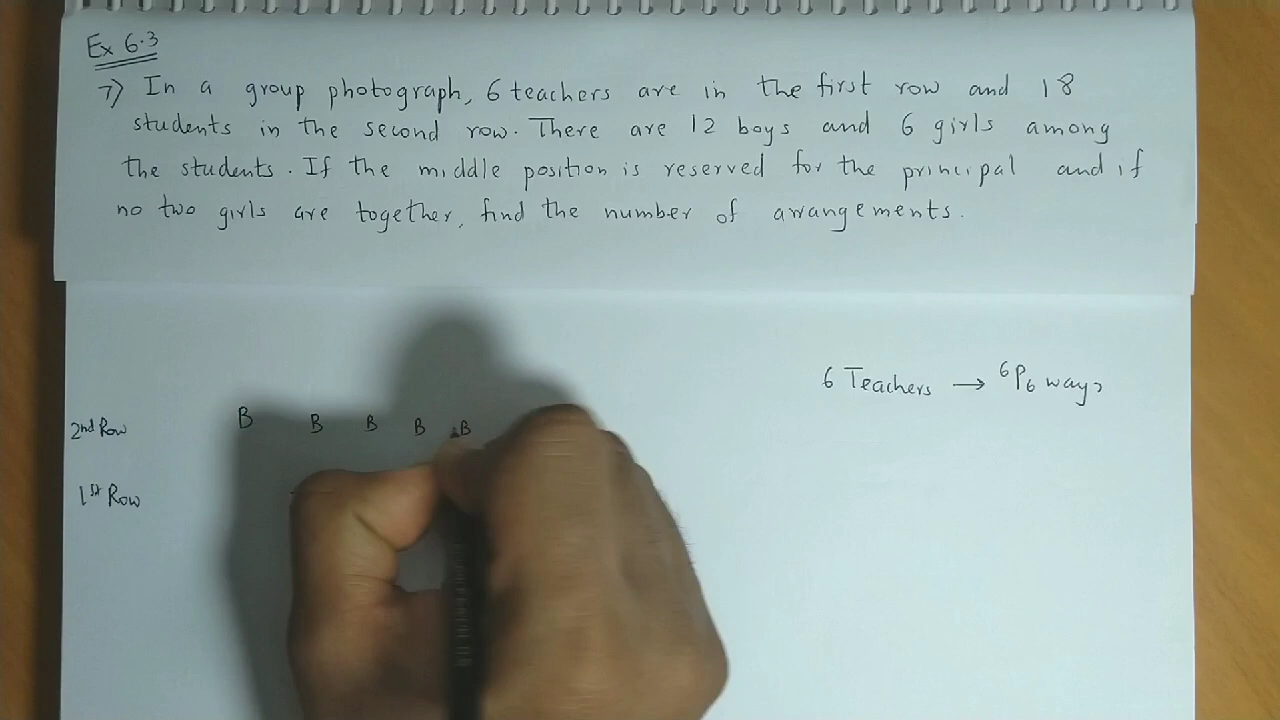 Ex 6.3
7) In a group photograph, 6 teachers are in the first row and 18
students in the second row. There are 12 boys and 6 girls among
the students. If the middle position is reserved for the principal and if
no two girls are together, find the number of arrangements.
6 Teachers → ⁶P₆ ways
2nd Row B B B B B
1st Row